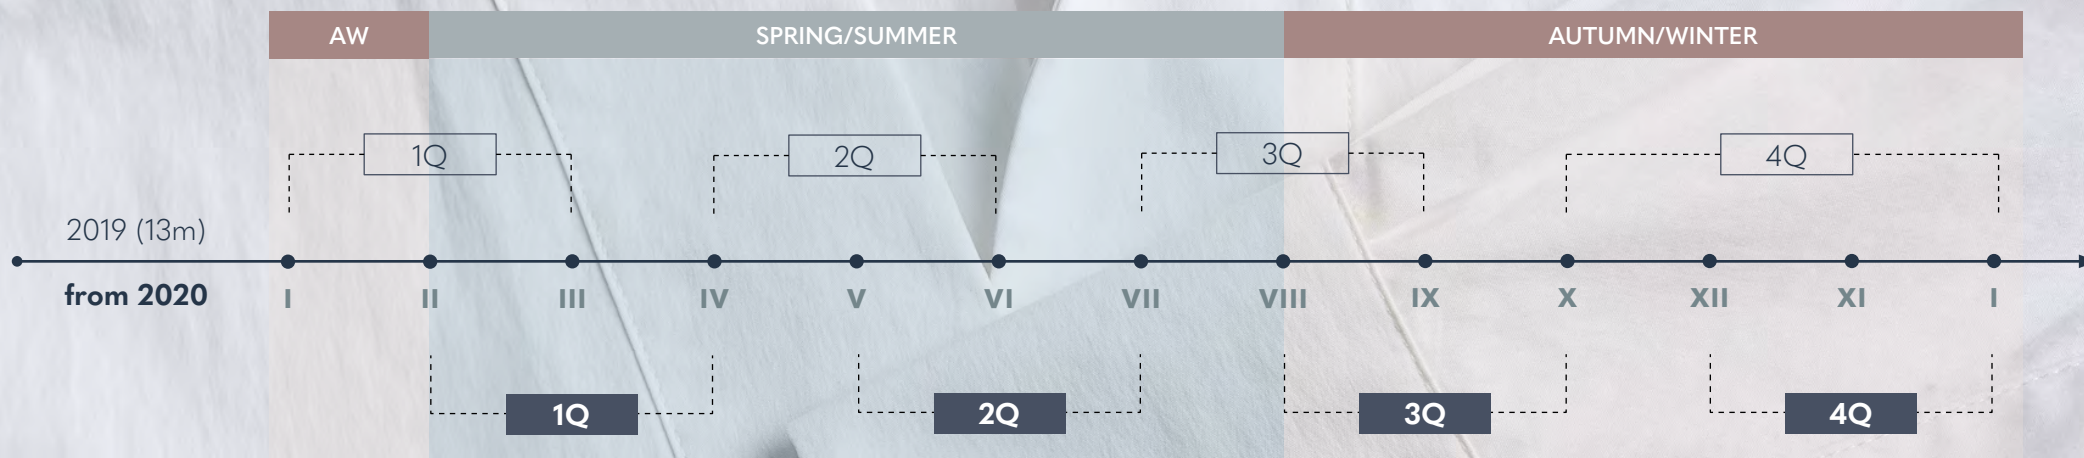 AW SPRING/SUMMER AUTUMN/WINTER
1Q 2Q 3Q 4Q
2019 (13m)
from 2020 I II III IV V VI VII VIII IX X XII XI I
1Q 2Q 3Q 4Q